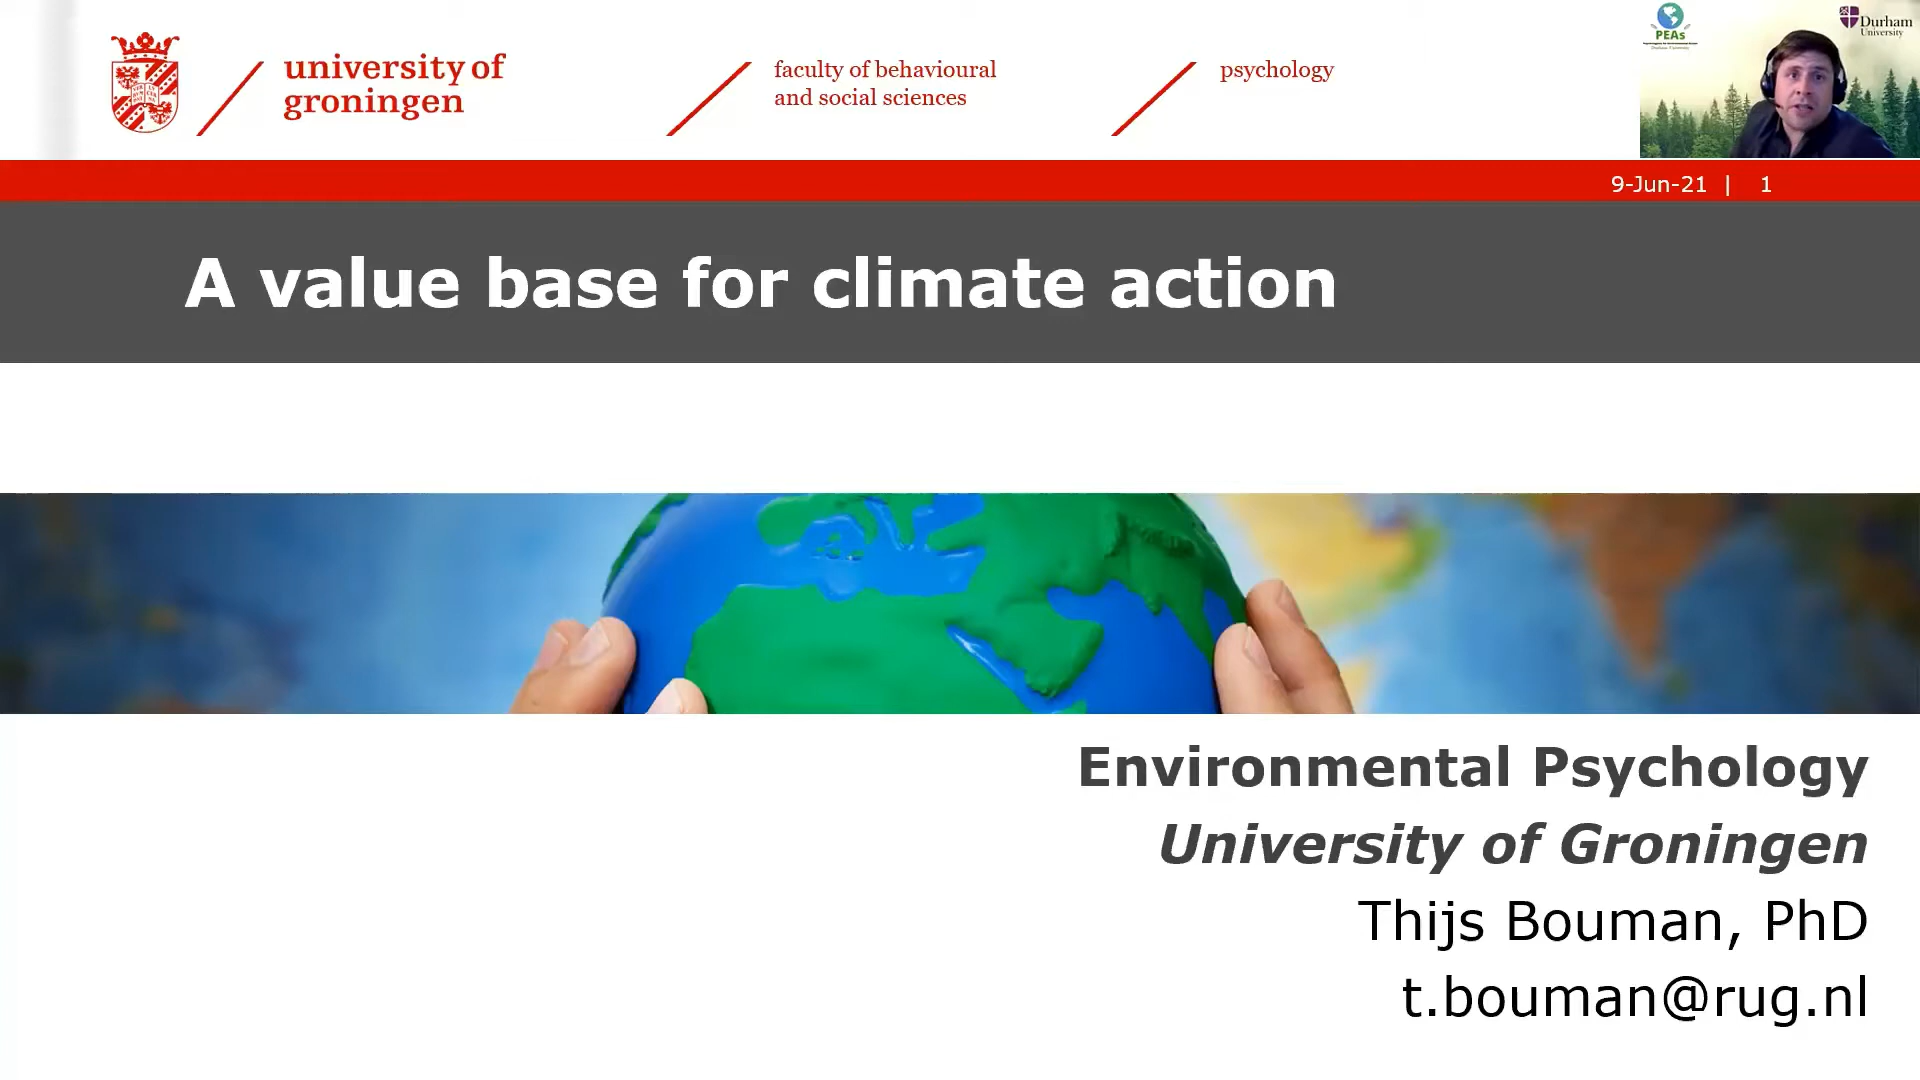 university of
groningen
faculty of behavioural
and social sciences
psychology
PEAs
Durham
University
9-Jun-21 | 1
A value base for climate action
Environmental Psychology
University of Groningen
Thijs Bouman, PhD
t.bouman@rug.nl